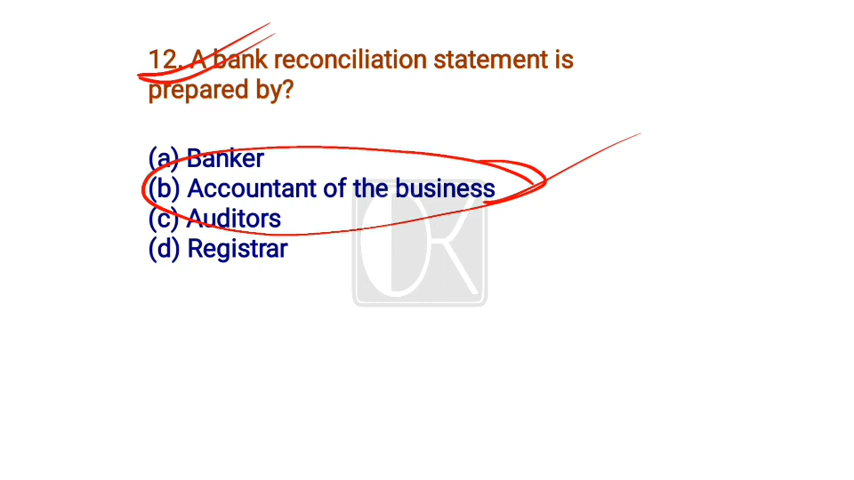 12. A bank reconciliation statement is
prepared by?
(a) Banker
(b) Accountant of the business
(c) Auditors
(d) Registrar